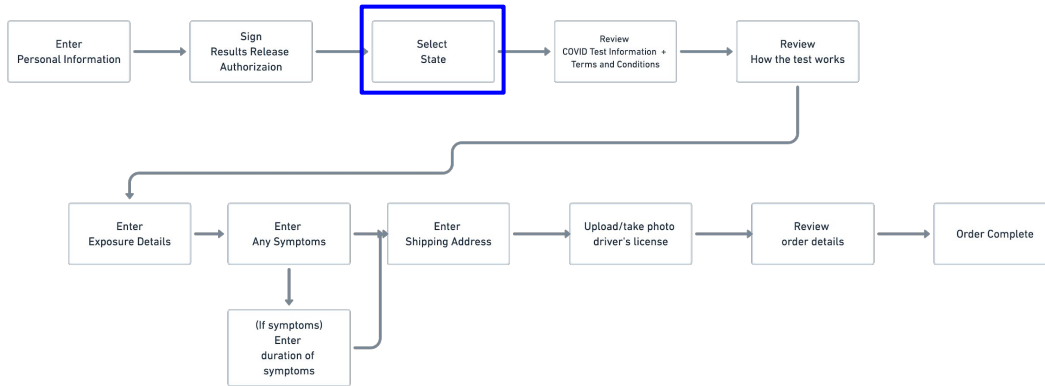 Enter
Personal Information
Sign
Results Release
Authorizaion
Select
State
Review
COVID Test Information +
Terms and Conditions
Review
How the test works
Enter
Exposure Details
Enter
Any Symptoms
(If symptoms)
Enter
duration of
symptoms
Enter
Shipping Address
Upload/take photo
driver's license
Review
order details
Order Complete